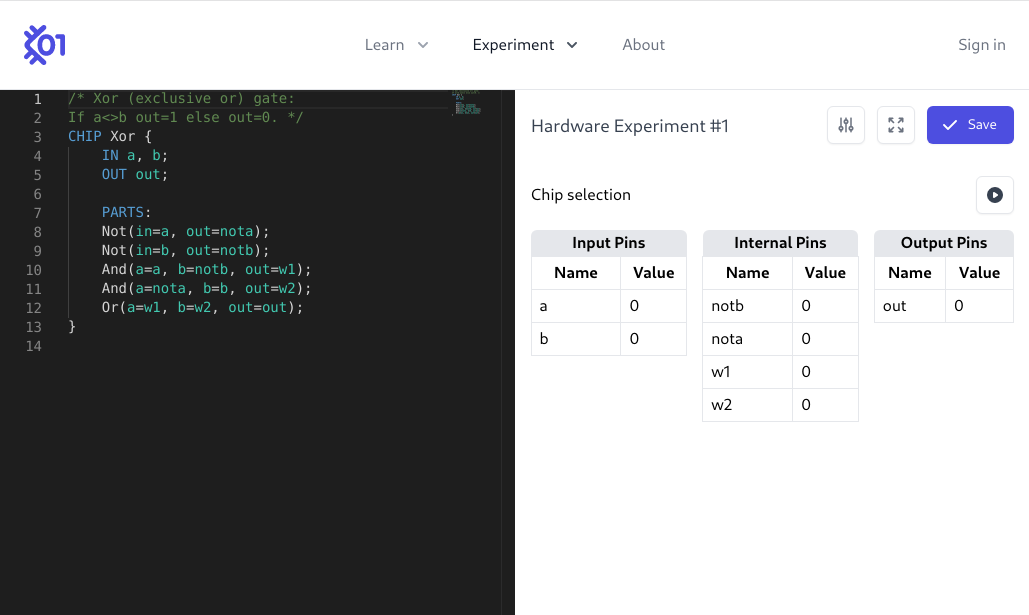 01
Learn Experiment About Sign in
1 /* Xor (exclusive or) gate:
2 If a<>b out=1 else out=0. */
3 CHIP Xor {
4 IN a, b;
5 OUT out;
6
7 PARTS:
8 Not(in=a, out=nota);
9 Not(in=b, out=notb);
10 And(a=a, b=notb, out=w1);
11 And(a=nota, b=b, out=w2);
12 Or(a=w1, b=w2, out=out);
13 }
14
Hardware Experiment #1 Save
Chip selection
Input Pins
Name Value
a 0
b 0
Internal Pins
Name Value
notb 0
nota 0
w1 0
w2 0
Output Pins
Name Value
out 0